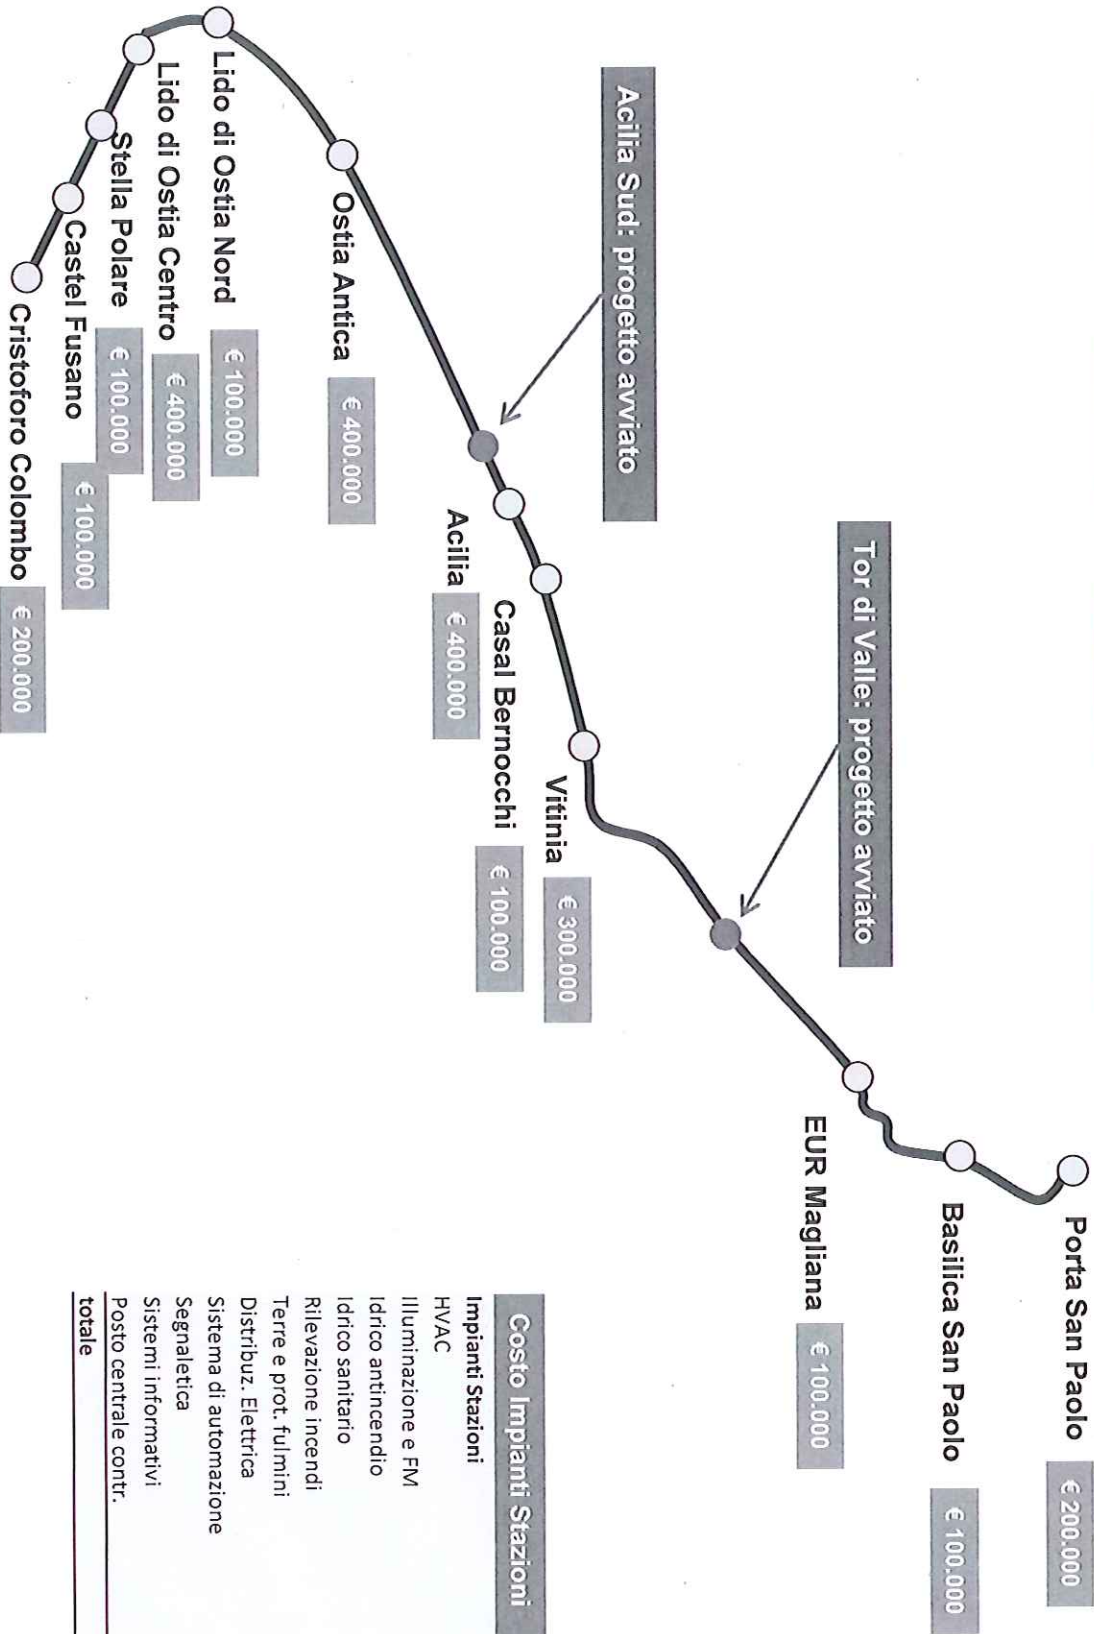 Porta San Paolo € 200.000
Basilica San Paolo € 100.000
EUR Magliana € 100.000
Tor di Valle: progetto avviato
Vitinia € 300.000
Casal Bernocchi € 100.000
Acilia € 400.000
Acilia Sud: progetto avviato
Ostia Antica € 400.000
Lido di Ostia Nord € 100.000
Lido di Ostia Centro € 400.000
Stella Polare € 100.000
Castel Fusano € 100.000
Cristoforo Colombo € 200.000
Costo Impianti Stazioni
Impianti Stazioni
HVAC
Illuminazione e FM
Idrico antincendio
Idrico sanitario
Rilevazione incendi
Terre e prot. fulmini
Distribuz. Elettrica
Sistema di automazione
Segnaletica
Sistemi informativi
Posto centrale contr.
totale